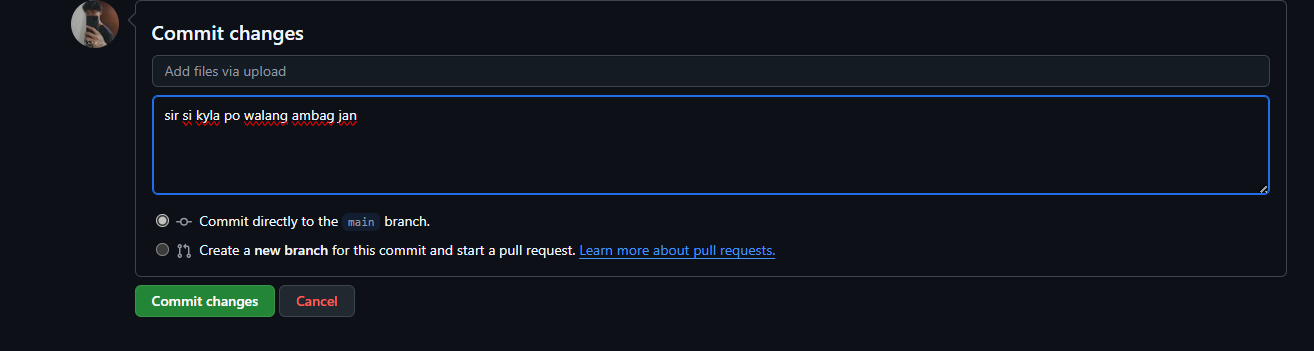 Commit changes
Add files via upload
sir si kyla po walang ambag jan
Commit directly to the main branch.
Create a new branch for this commit and start a pull request. Learn more about pull requests.
Commit changes Cancel